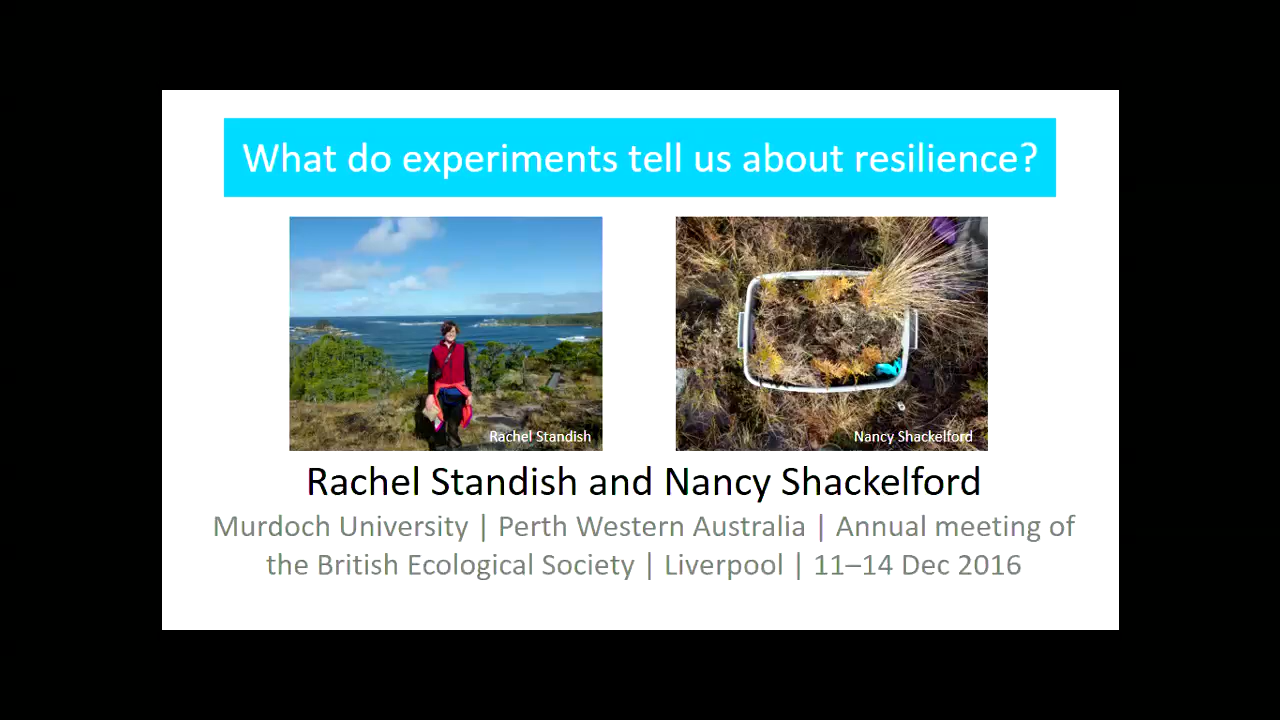 What do experiments tell us about resilience?
Rachel Standish
Nancy Shackelford
Rachel Standish and Nancy Shackelford
Murdoch University | Perth Western Australia | Annual meeting of
the British Ecological Society | Liverpool | 11–14 Dec 2016